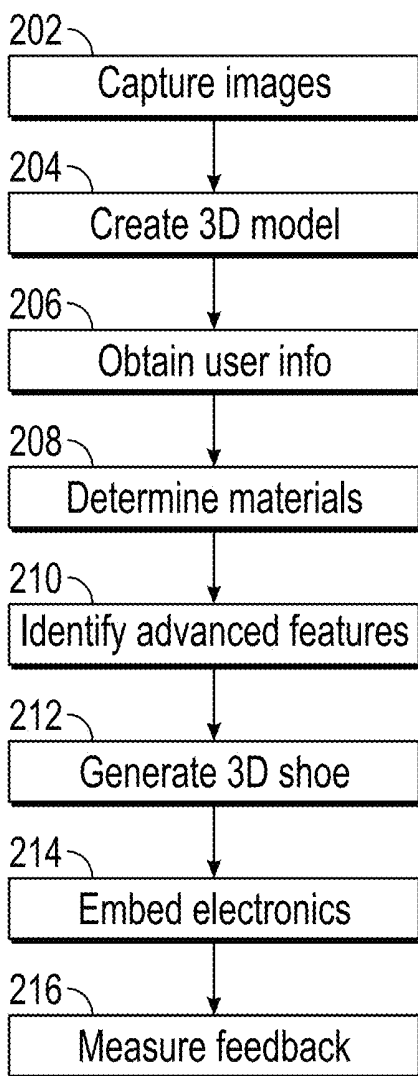 202
Capture images
204
Create 3D model
206
Obtain user info
208
Determine materials
210
Identify advanced features
212
Generate 3D shoe
214
Embed electronics
216
Measure feedback